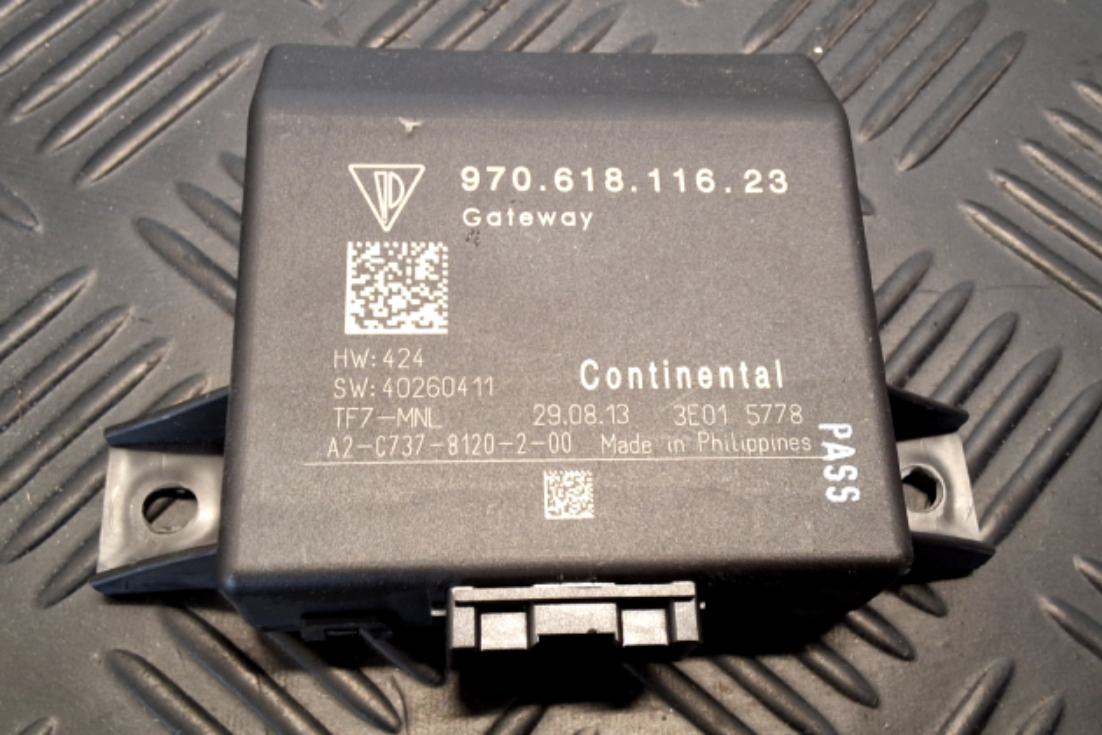 970.618.116.23
Gateway
HW:424
SW:40260411
Continental
TF7-MNL 29.08.13 3E01 5778
A2-C737-8120-2-00 Made in Philippines
PASS